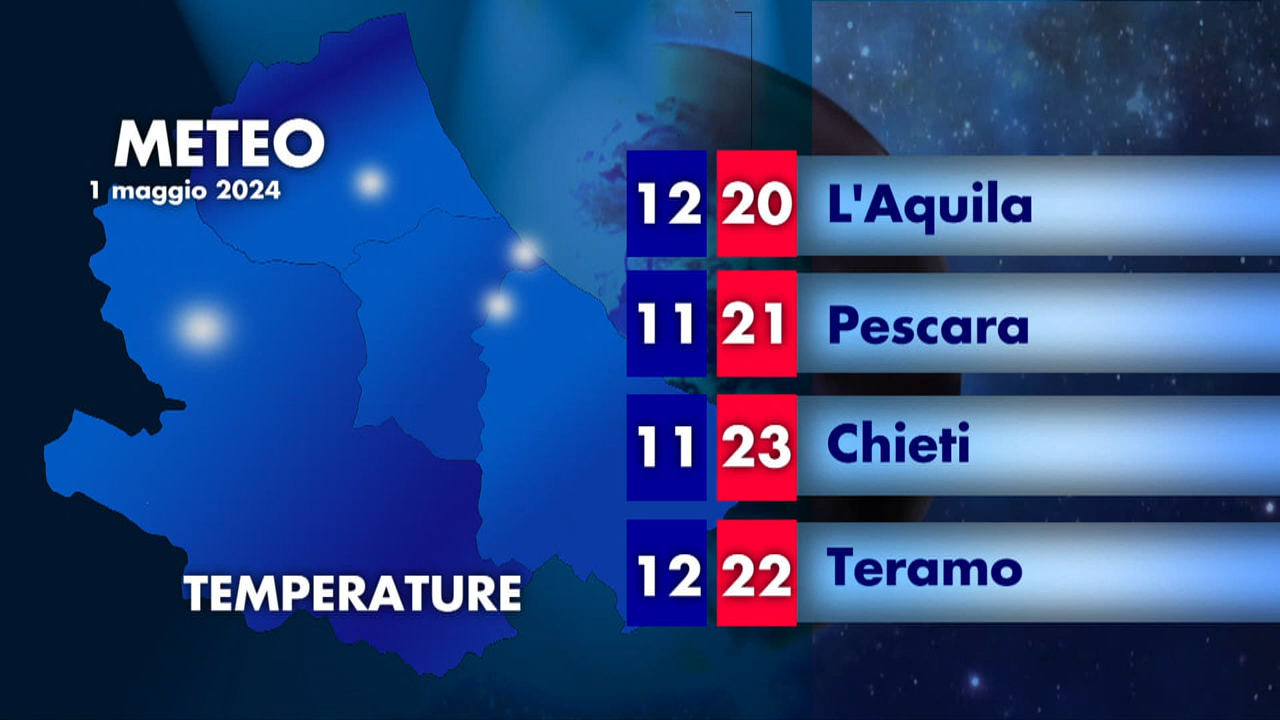 METEO
1 maggio 2024
12 20 L'Aquila
11 21 Pescara
11 23 Chieti
12 22 Teramo
TEMPERATURE